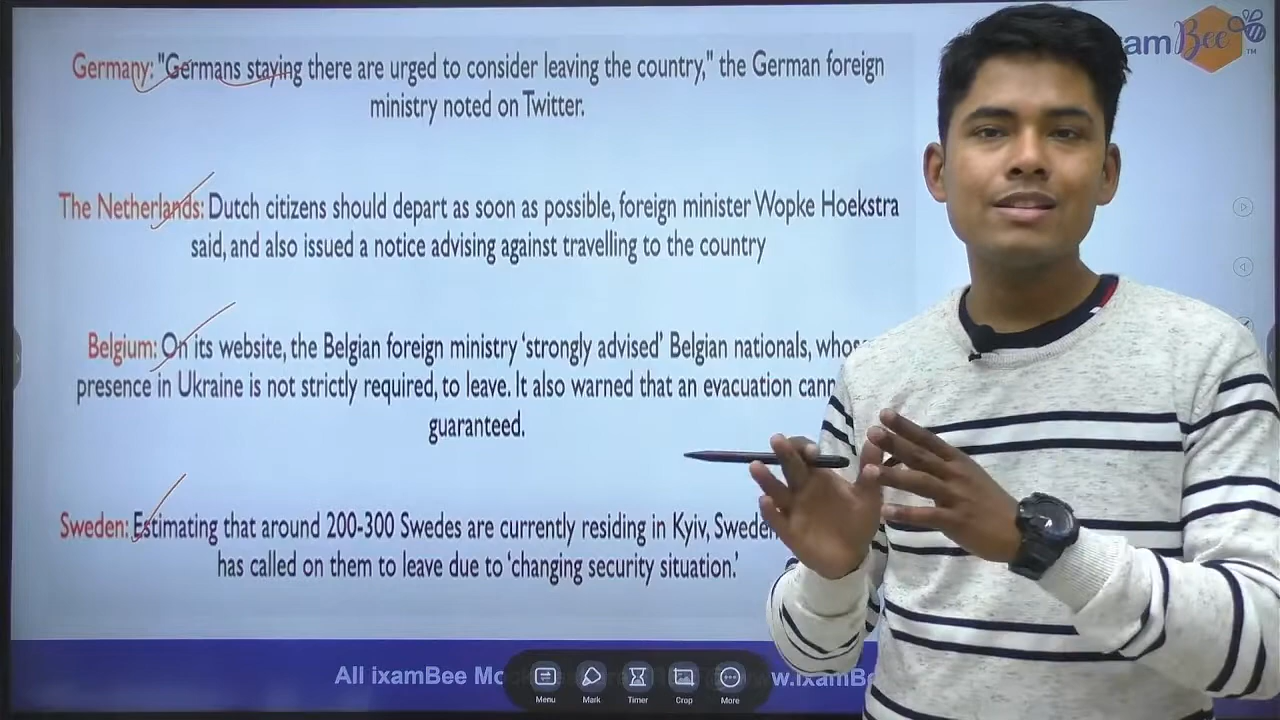 Germany: "Germans staying there are urged to consider leaving the country," the German foreign
ministry noted on Twitter.
The Netherlands: Dutch citizens should depart as soon as possible, foreign minister Wopke Hoekstra
said, and also issued a notice advising against travelling to the country
Belgium: On its website, the Belgian foreign ministry ‘strongly advised’ Belgian nationals,
presence in Ukraine is not strictly required, to leave. It also warned that an evacuation
guaranteed.
Sweden: Estimating that around 200-300 Swedes are currently residing in Kyiv,
has called on them to leave due to ‘changing security situation.’
Bee TM
All ixamBee
Menu Mark Timer Crop More